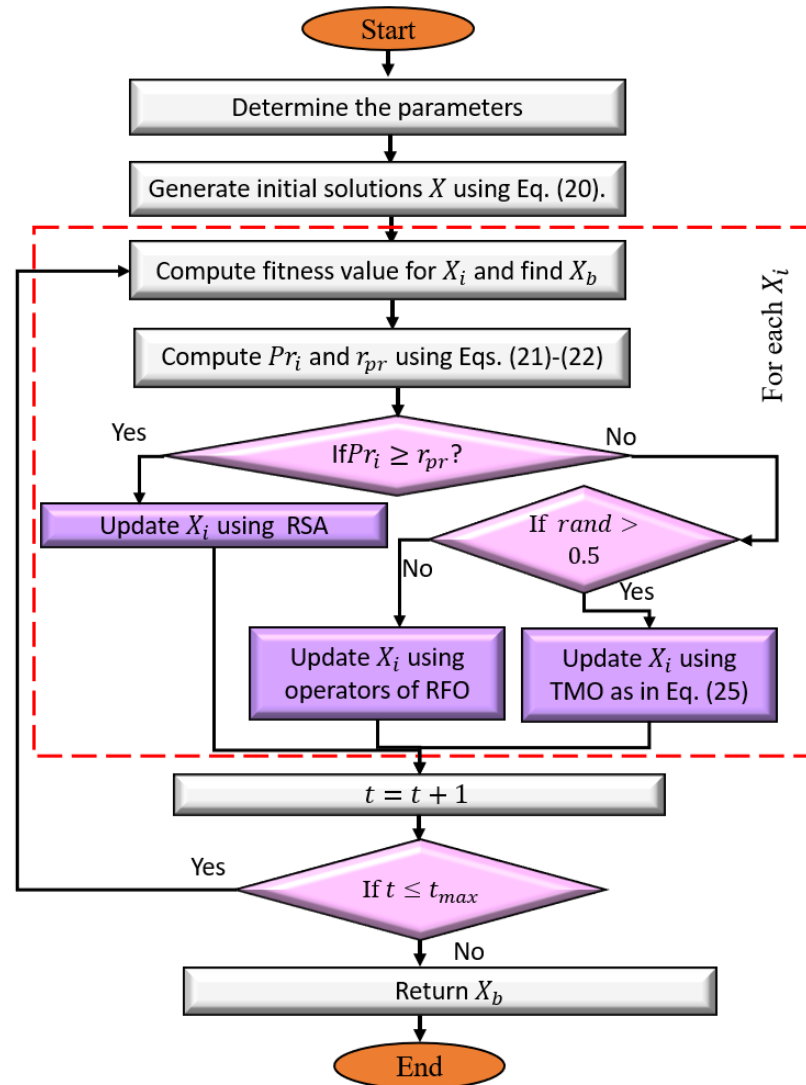 Start
Determine the parameters
Generate initial solutions X using Eq. (20).
Compute fitness value for X_i and find X_b
For each X_i
Compute Pr_i and r_pr using Eqs. (21)-(22)
Yes
IfPr_i ≥ r_pr?
No
Update X_i using RSA
If rand >
0.5
No
Yes
Update X_i using
operators of RFO
Update X_i using
TMO as in Eq. (25)
t = t + 1
Yes
If t ≤ t_max
No
Return X_b
End